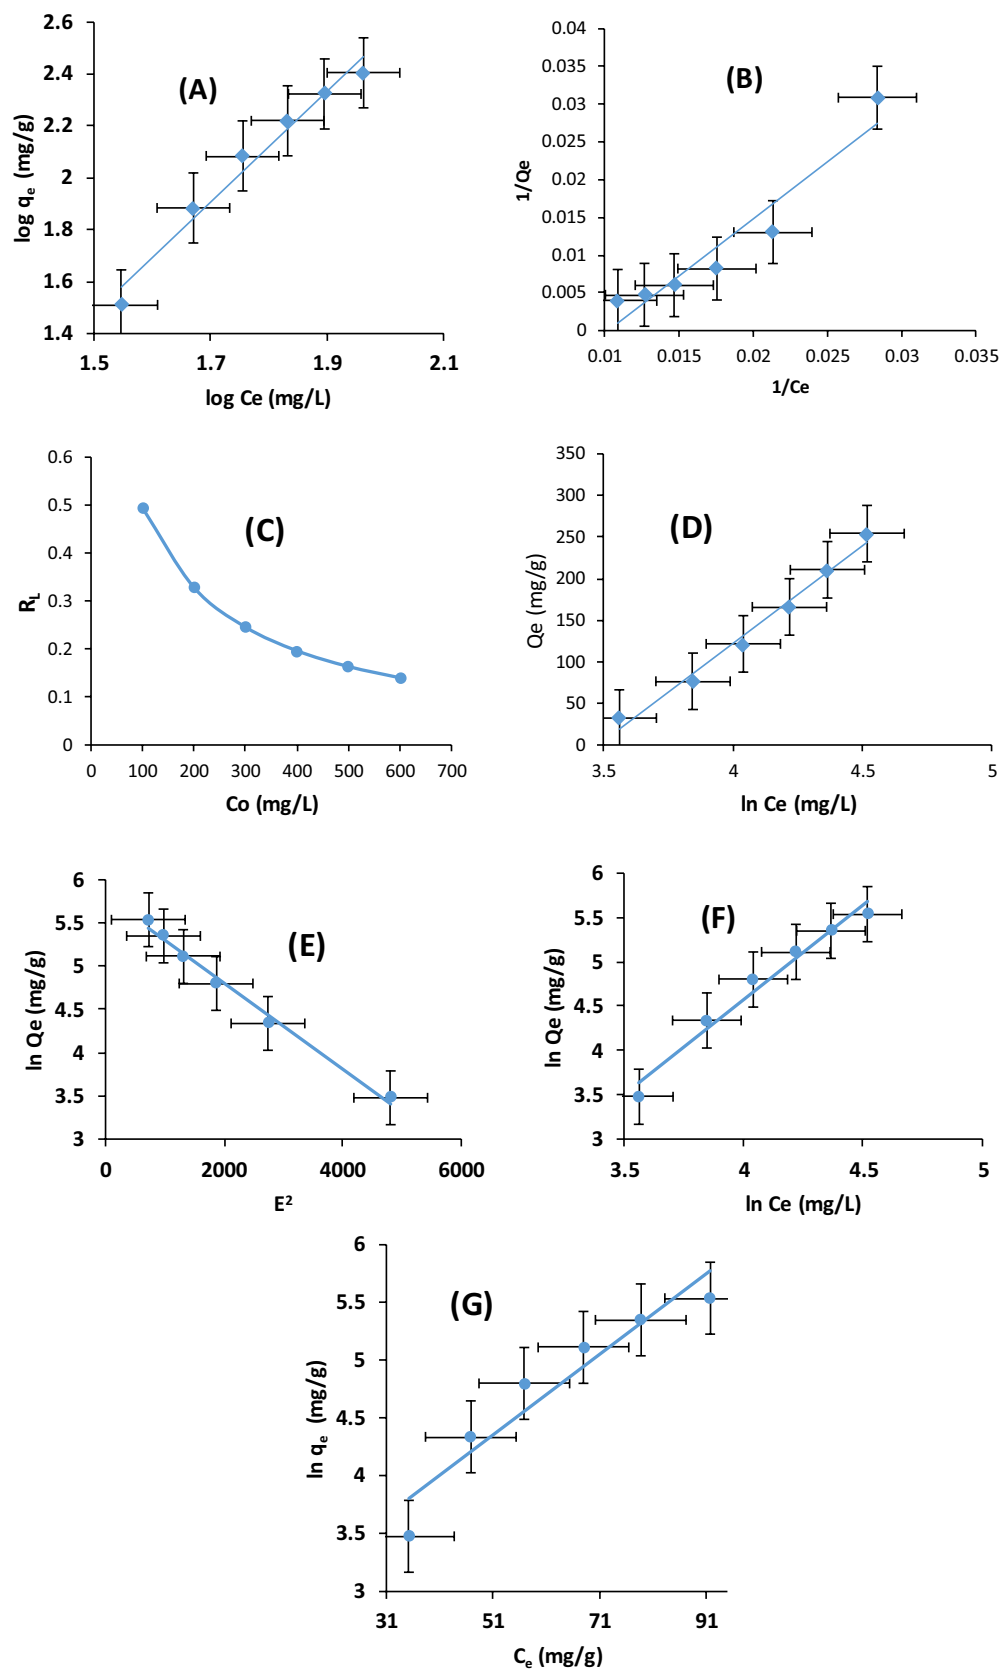 2.6
2.4
2.2
2
1.8
1.6
1.4
log qe (mg/g)
(A)
1.5 1.7 1.9 2.1
log Ce (mg/L)
0.04
0.035
0.03
0.025
0.02
0.015
0.01
0.005
0
1/Qe
(B)
0.01 0.015 0.02 0.025 0.03 0.035
1/Ce
0.6
0.5
0.4
0.3
0.2
0.1
0
RL
(C)
0 100 200 300 400 500 600 700
Co (mg/L)
350
300
250
200
150
100
50
0
Qe (mg/g)
(D)
3.5 4 4.5 5
ln Ce (mg/L)
6
5.5
5
4.5
4
3.5
3
ln Qe (mg/g)
(E)
0 2000 4000 6000
E²
6
5.5
5
4.5
4
3.5
3
ln Qe (mg/g)
(F)
3.5 4 4.5 5
ln Ce (mg/L)
6
5.5
5
4.5
4
3.5
3
ln qe (mg/g)
(G)
31 51 71 91
Ce (mg/g)